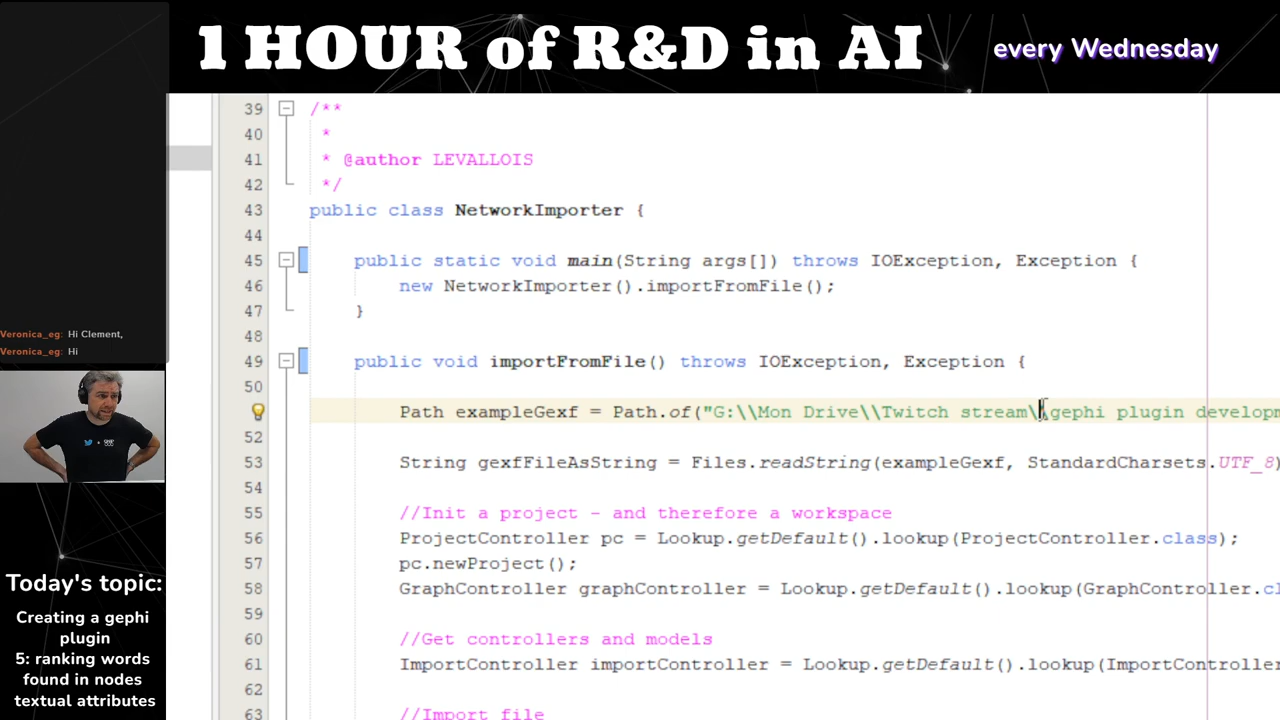 1 HOUR of R&D in AI
every Wednesday
39 /**
40 *
41 * @author LEVALLOIS
42 */
43 public class NetworkImporter {
44
45 public static void main(String args[]) throws IOException, Exception {
46 new NetworkImporter().importFromFile();
47 }
48
49 public void importFromFile() throws IOException, Exception {
50
Path exampleGexf = Path.of("G:\\Mon Drive\\Twitch stream\\gephi plugin developm
52
53 String gexfFileAsString = Files.readString(exampleGexf, StandardCharsets.UTF_8)
54
55 //Init a project - and therefore a workspace
56 ProjectController pc = Lookup.getDefault().lookup(ProjectController.class);
57 pc.newProject();
58 GraphController graphController = Lookup.getDefault().lookup(GraphController.cl
59
60 //Get controllers and models
61 ImportController importController = Lookup.getDefault().lookup(ImportController
62
63 //Import file
Veronica_eg: Hi Clement,
Veronica_eg: Hi
Today's topic:
Creating a gephi
plugin
5: ranking words
found in nodes
textual attributes